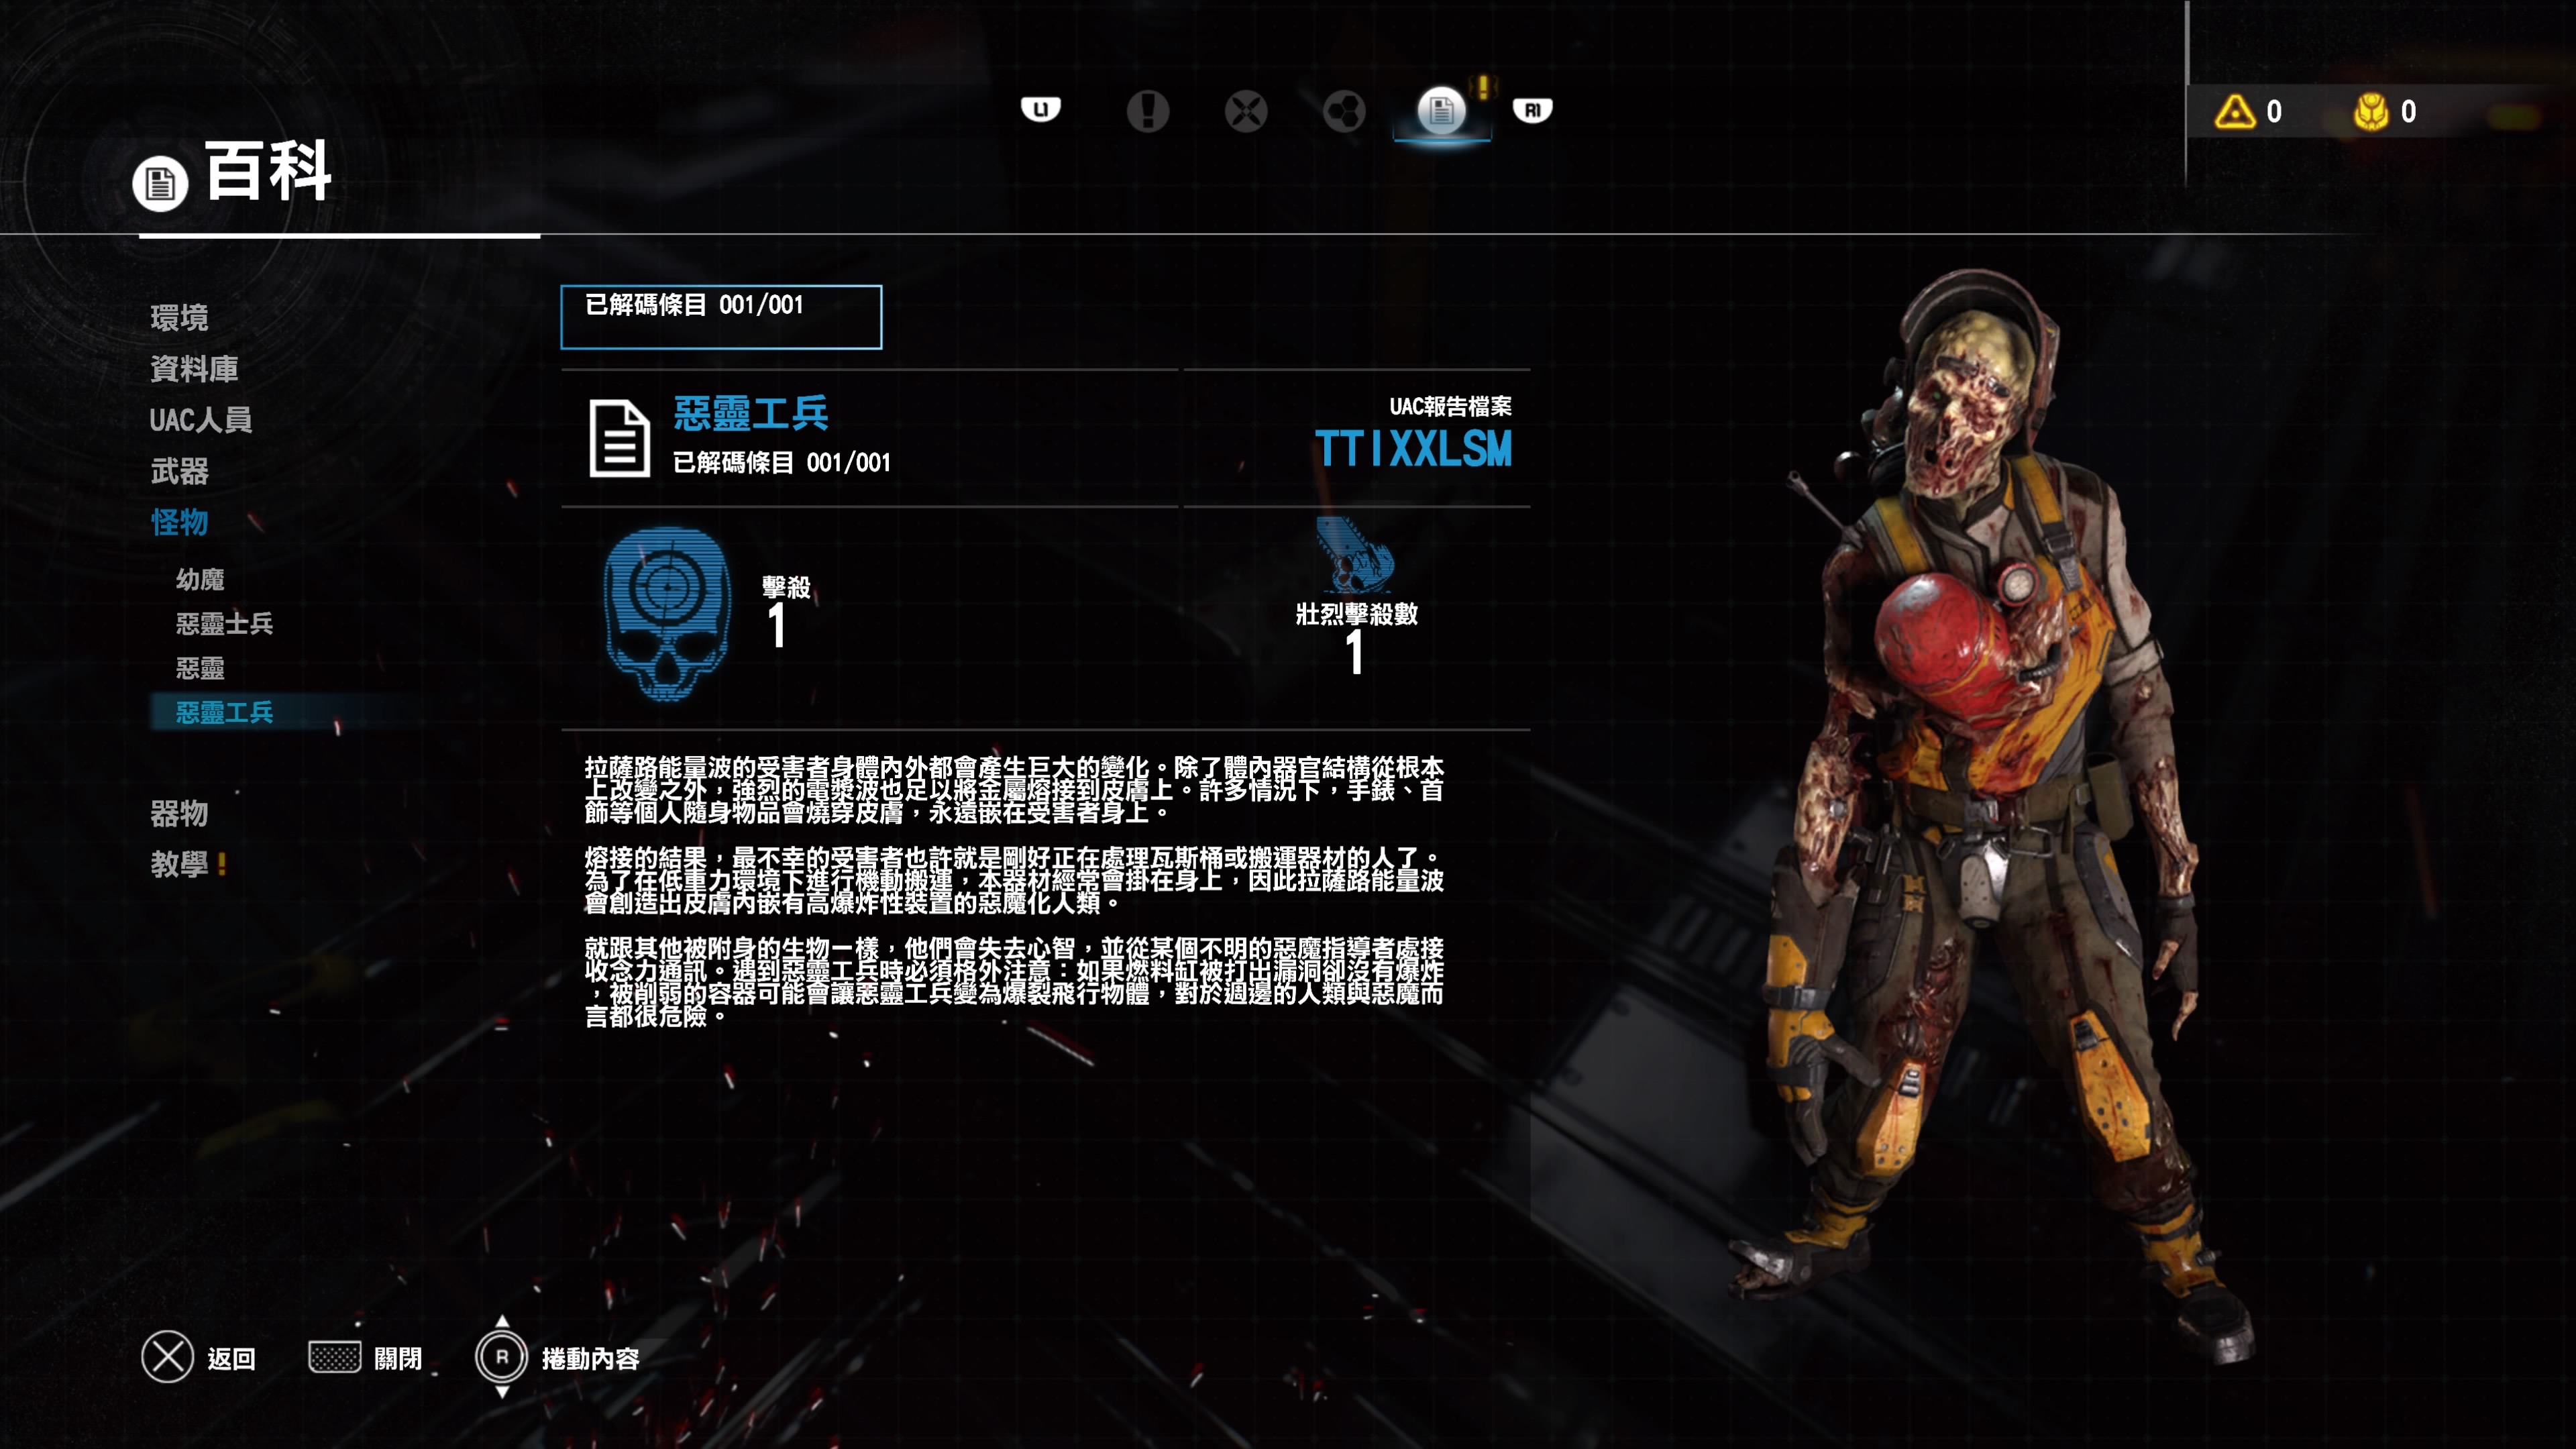 L1
R1
!
0
0
百科
環境
資料庫
UAC人員
武器
怪物
幼魔
惡靈士兵
惡靈
惡靈工兵
器物
教學!
已解碼條目 001/001
惡靈工兵
已解碼條目 001/001
UAC報告檔案
TTIXXLSM
擊殺
1
壯烈擊殺數
1
拉薩路能量波的受害者身體內外都會產生巨大的變化。除了體內器官結構從根本
上改變之外，強烈的電漿波也足以將金屬熔接到皮膚上。許多情況下，手錶、首
飾等個人隨身物品會燒穿皮膚，永遠嵌在受害者身上。
熔接的結果，最不幸的受害者也許就是剛好正在處理瓦斯桶或搬運器材的人了。
為了在低重力環境下進行機動搬運，本器材經常會掛在身上，因此拉薩路能量波
會創造出皮膚內嵌有高爆炸性裝置的惡魔化人類。
就跟其他被附身的生物一樣，他們會失去心智，並從某個不明的惡魔指導者處接
收念力通訊。遇到惡靈工兵時必須格外注意：如果燃料缸被打出漏洞卻沒有爆炸
，被削弱的容器可能會讓惡靈工兵變為爆裂飛行物體，對於週邊的人類與惡魔而
言都很危險。
返回
關閉
R
捲動內容